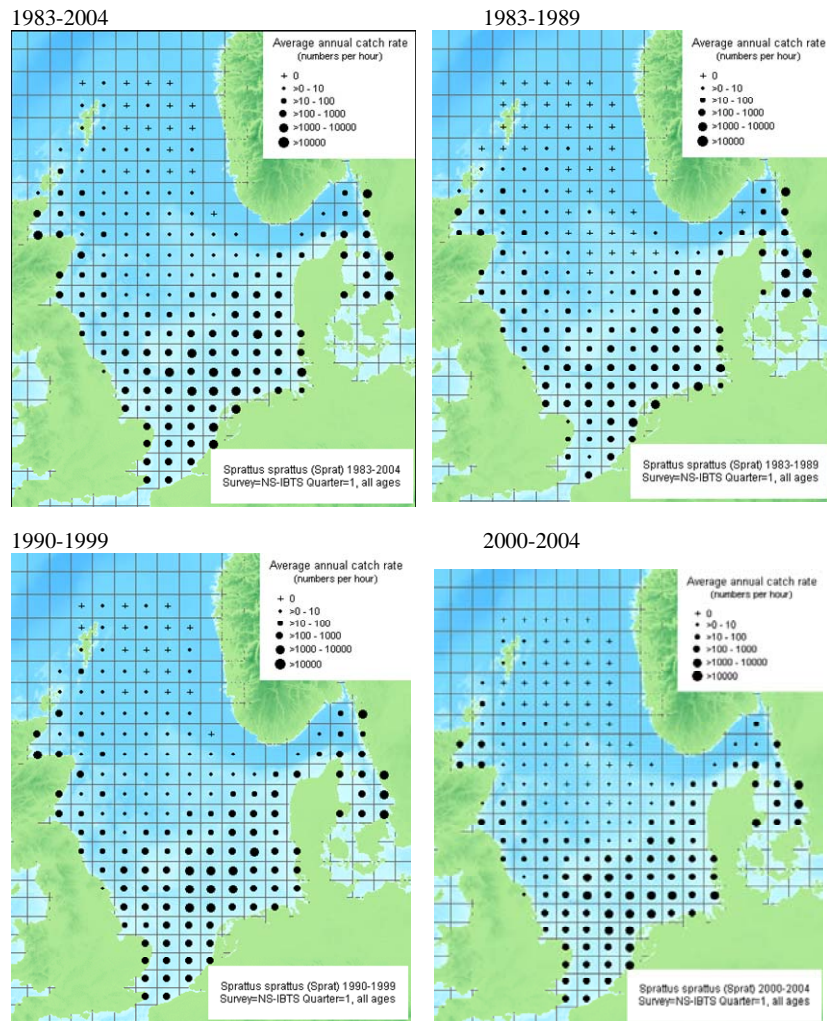 1983-2004
1983-1989
Average annual catch rate
(numbers per hour)
+ 0
>0 - 10
>10 - 100
>100 - 1000
>1000 - 10000
>10000
Sprattus sprattus (Sprat) 1983-2004
Survey=NS-IBTS Quarter=1, all ages
Average annual catch rate
(numbers per hour)
+ 0
>0 - 10
>10 - 100
>100 - 1000
>1000 - 10000
>10000
Sprattus sprattus (Sprat) 1983-1989
Survey=NS-IBTS Quarter=1, all ages
1990-1999
2000-2004
Average annual catch rate
(numbers per hour)
+ 0
>0 - 10
>10 - 100
>100 - 1000
>1000 - 10000
>10000
Sprattus sprattus (Sprat) 1990-1999
Survey=NS-IBTS Quarter=1, all ages
Average annual catch rate
(numbers per hour)
+ 0
>0 - 10
>10 - 100
>100 - 1000
>1000 - 10000
>10000
Sprattus sprattus (Sprat) 2000-2004
Survey=NS-IBTS Quarter=1, all ages